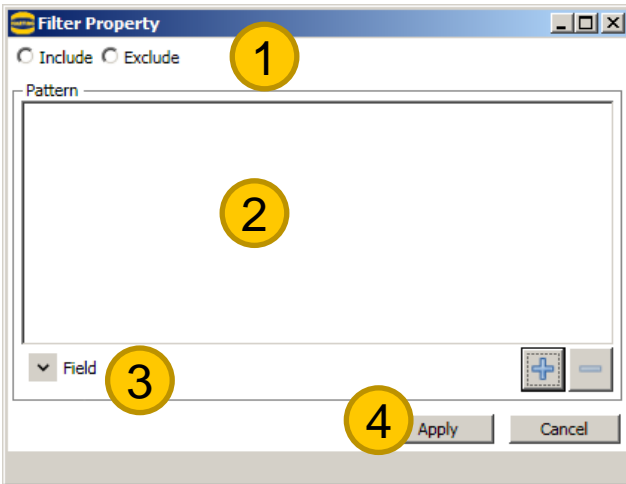 Filter Property
Include Exclude
1
Pattern
2
Field
3
4
Apply Cancel